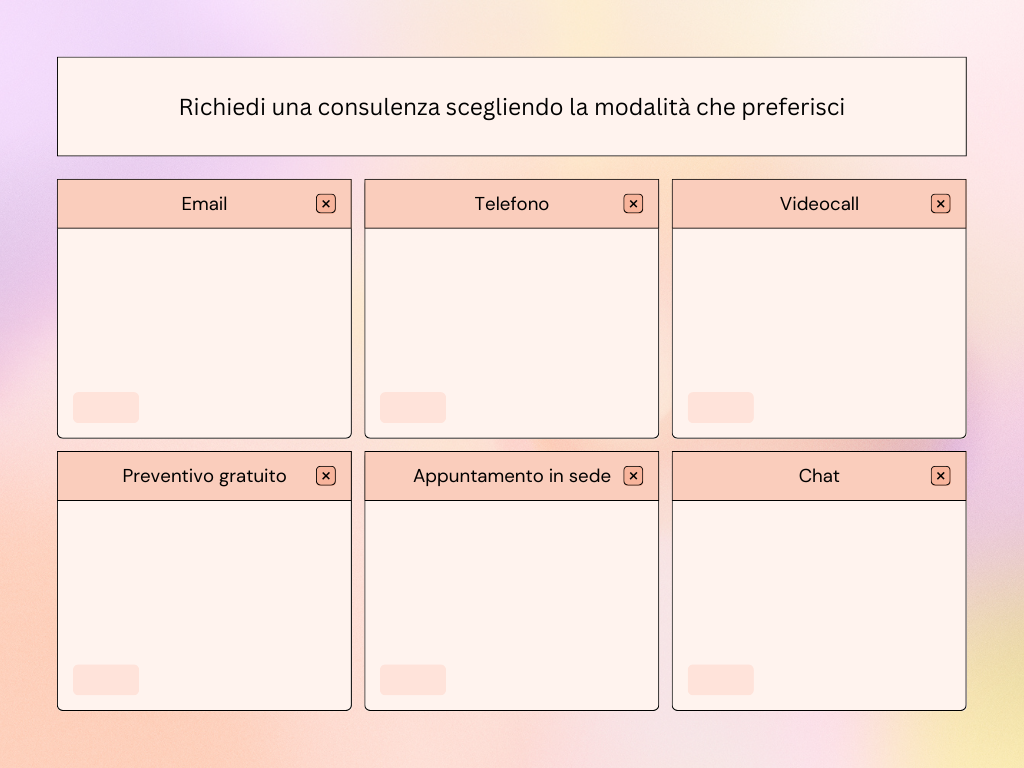 Richiedi una consulenza scegliendo la modalità che preferisci
Email
Telefono
Videocall
Preventivo gratuito
Appuntamento in sede
Chat